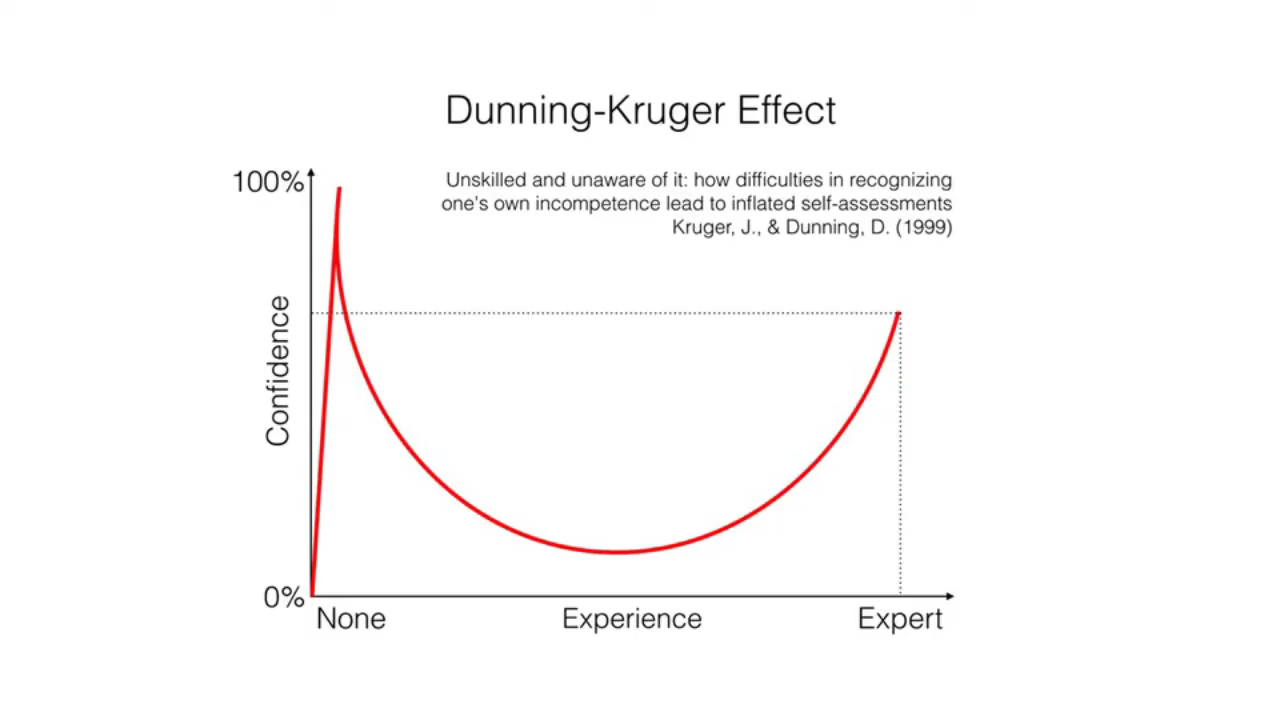 Dunning-Kruger Effect
Unskilled and unaware of it: how difficulties in recognizing
one's own incompetence lead to inflated self-assessments
Kruger, J., & Dunning, D. (1999)
100%
Confidence
0%
None
Experience
Expert